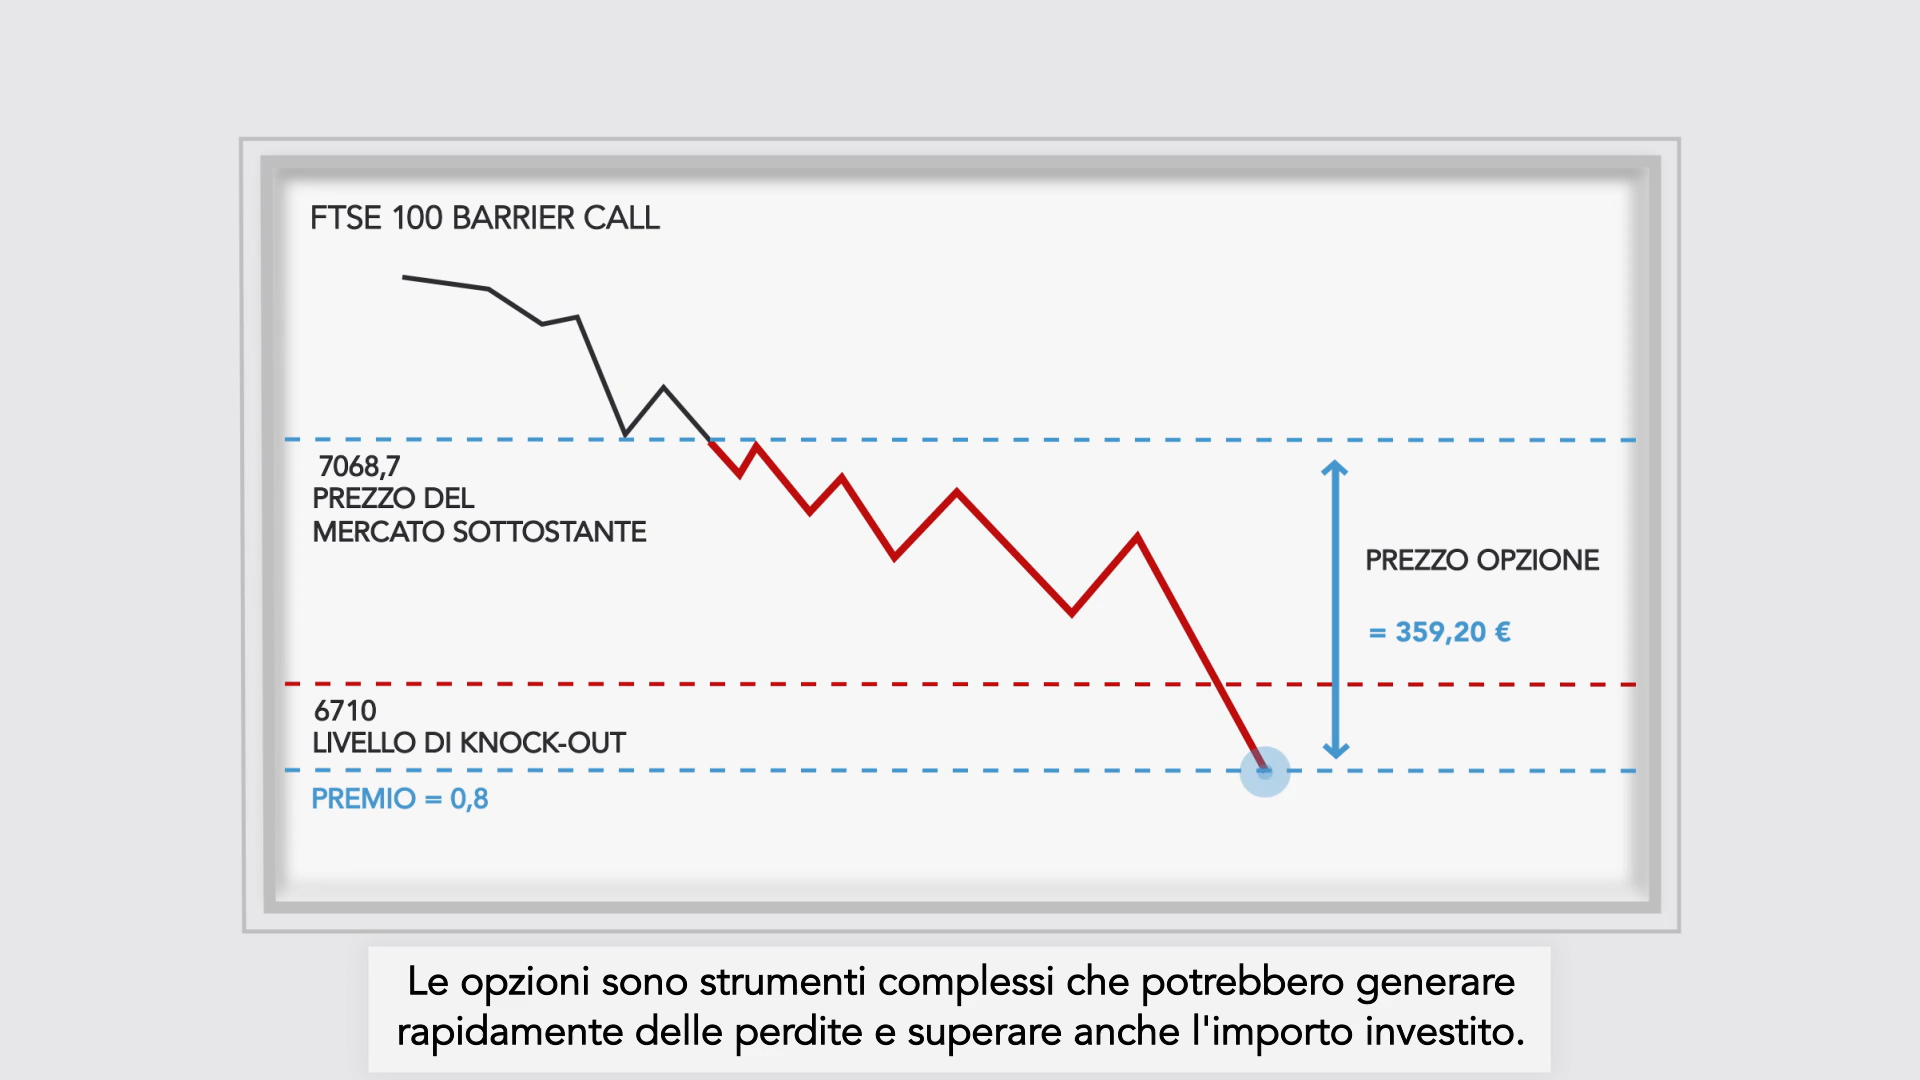 FTSE 100 BARRIER CALL
7068,7
PREZZO DEL
MERCATO SOTTOSTANTE
PREZZO OPZIONE
= 359,20 €
6710
LIVELLO DI KNOCK-OUT
PREMIO = 0,8
Le opzioni sono strumenti complessi che potrebbero generare
rapidamente delle perdite e superare anche l'importo investito.